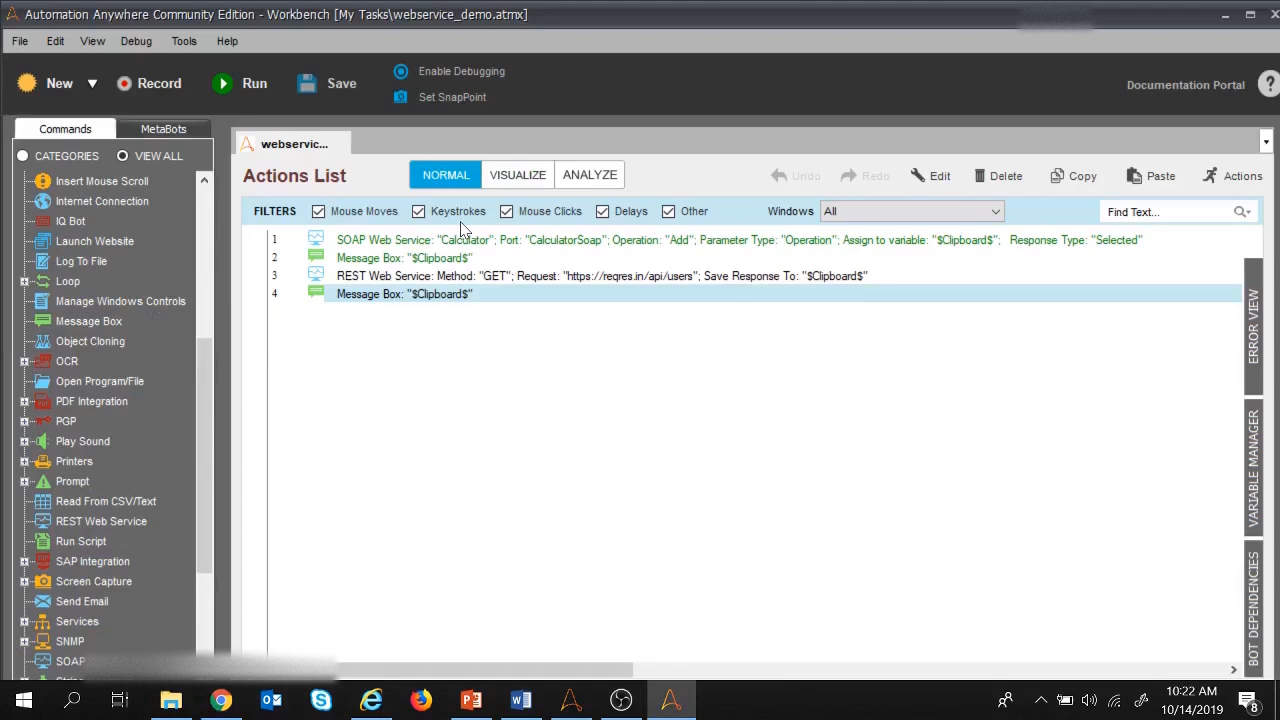 Automation Anywhere Community Edition - Workbench [My Tasks\webservice_demo.atmx]
File Edit View Debug Tools Help
New Record Run Save
Enable Debugging
Set SnapPoint
Documentation Portal ?
Commands MetaBots
CATEGORIES VIEW ALL
Insert Mouse Scroll
Internet Connection
IQ Bot
Launch Website
Log To File
Loop
Manage Windows Controls
Message Box
Object Cloning
OCR
Open Program/File
PDF Integration
PGP
Play Sound
Printers
Prompt
Read From CSV/Text
REST Web Service
Run Script
SAP Integration
Screen Capture
Send Email
Services
SNMP
SOAP
webservic...
Actions List NORMAL VISUALIZE ANALYZE Undo Redo Edit Delete Copy Paste Actions
FILTERS Mouse Moves Keystrokes Mouse Clicks Delays Other Windows All Find Text...
1 SOAP Web Service: "Calculator"; Port: "CalculatorSoap"; Operation: "Add"; Parameter Type: "Operation"; Assign to variable: "$Clipboard$"; Response Type: "Selected"
2 Message Box: "$Clipboard$"
3 REST Web Service: Method: "GET"; Request: "https://reqres.in/api/users"; Save Response To: "$Clipboard$"
4 Message Box: "$Clipboard$"
ERROR VIEW
VARIABLE MANAGER
BOT DEPENDENCIES
10:22 AM
10/14/2019
8